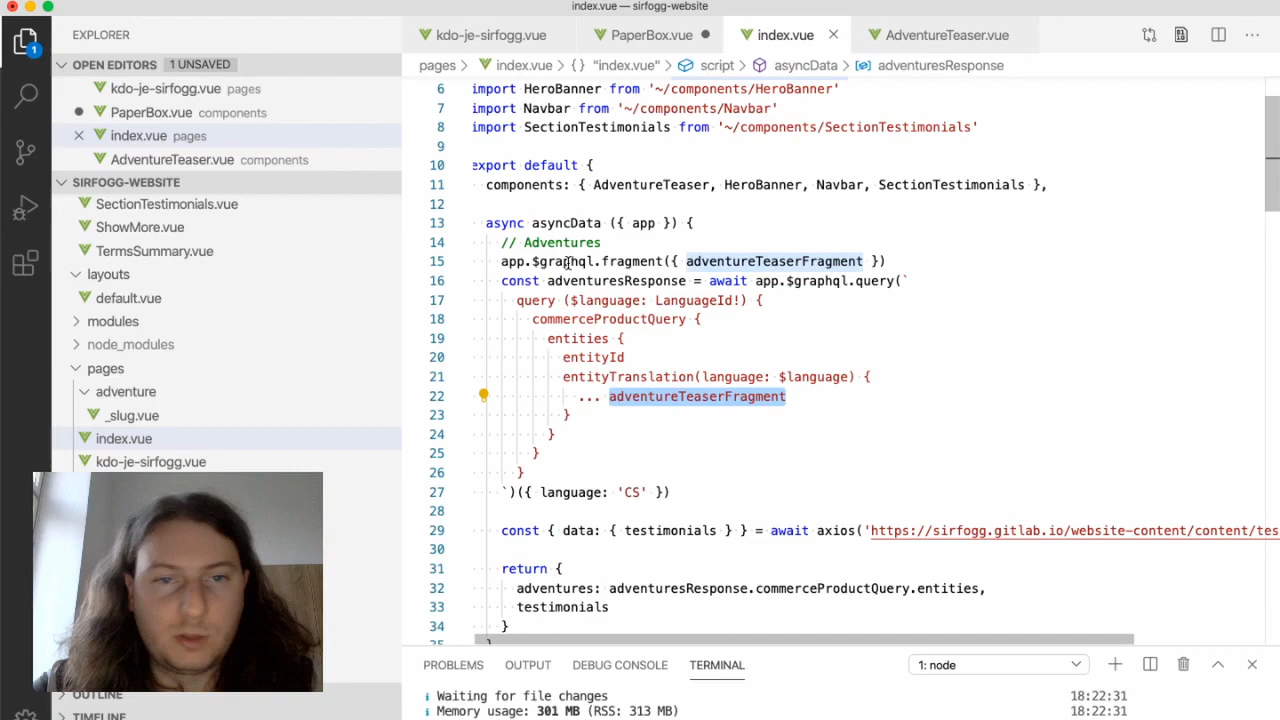 index.vue — sirfogg-website
EXPLORER
kdo-je-sirfogg.vue
PaperBox.vue
index.vue
AdventureTeaser.vue
OPEN EDITORS 1 UNSAVED
kdo-je-sirfogg.vue pages
PaperBox.vue components
index.vue pages
AdventureTeaser.vue components
SIRFOGG-WEBSITE
SectionTestimonials.vue
ShowMore.vue
TermsSummary.vue
layouts
default.vue
modules
node_modules
pages
adventure
_slug.vue
index.vue
kdo-je-sirfogg.vue
OUTLINE
TIMELINE
1
pages > index.vue > {} "index.vue" > script > asyncData > adventuresResponse
6 import HeroBanner from '~/components/HeroBanner'
7 import Navbar from '~/components/Navbar'
8 import SectionTestimonials from '~/components/SectionTestimonials'
9
10 export default {
11 components: { AdventureTeaser, HeroBanner, Navbar, SectionTestimonials },
12
13 async asyncData ({ app }) {
14 // Adventures
15 app.$graphql.fragment({ adventureTeaserFragment })
16 const adventuresResponse = await app.$graphql.query(`
17 query ($language: LanguageId!) {
18 commerceProductQuery {
19 entities {
20 entityId
21 entityTranslation(language: $language) {
22 ... adventureTeaserFragment
23 }
24 }
25 }
26 }
27 `)({ language: 'CS' })
28
29 const { data: { testimonials } } = await axios('https://sirfogg.gitlab.io/website-content/content/tes
30
31 return {
32 adventures: adventuresResponse.commerceProductQuery.entities,
33 testimonials
34 }
35 }
PROBLEMS OUTPUT DEBUG CONSOLE TERMINAL 1: node
i Waiting for file changes 18:22:31
i Memory usage: 301 MB (RSS: 313 MB) 18:22:31